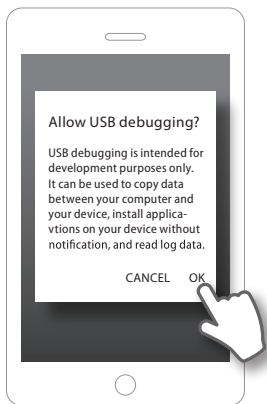 Allow USB debugging?
USB debugging is intended for
development purposes only.
It can be used to copy data
between your computer and
your device, install applica-
vtions on your device without
notification, and read log data.
CANCEL OK